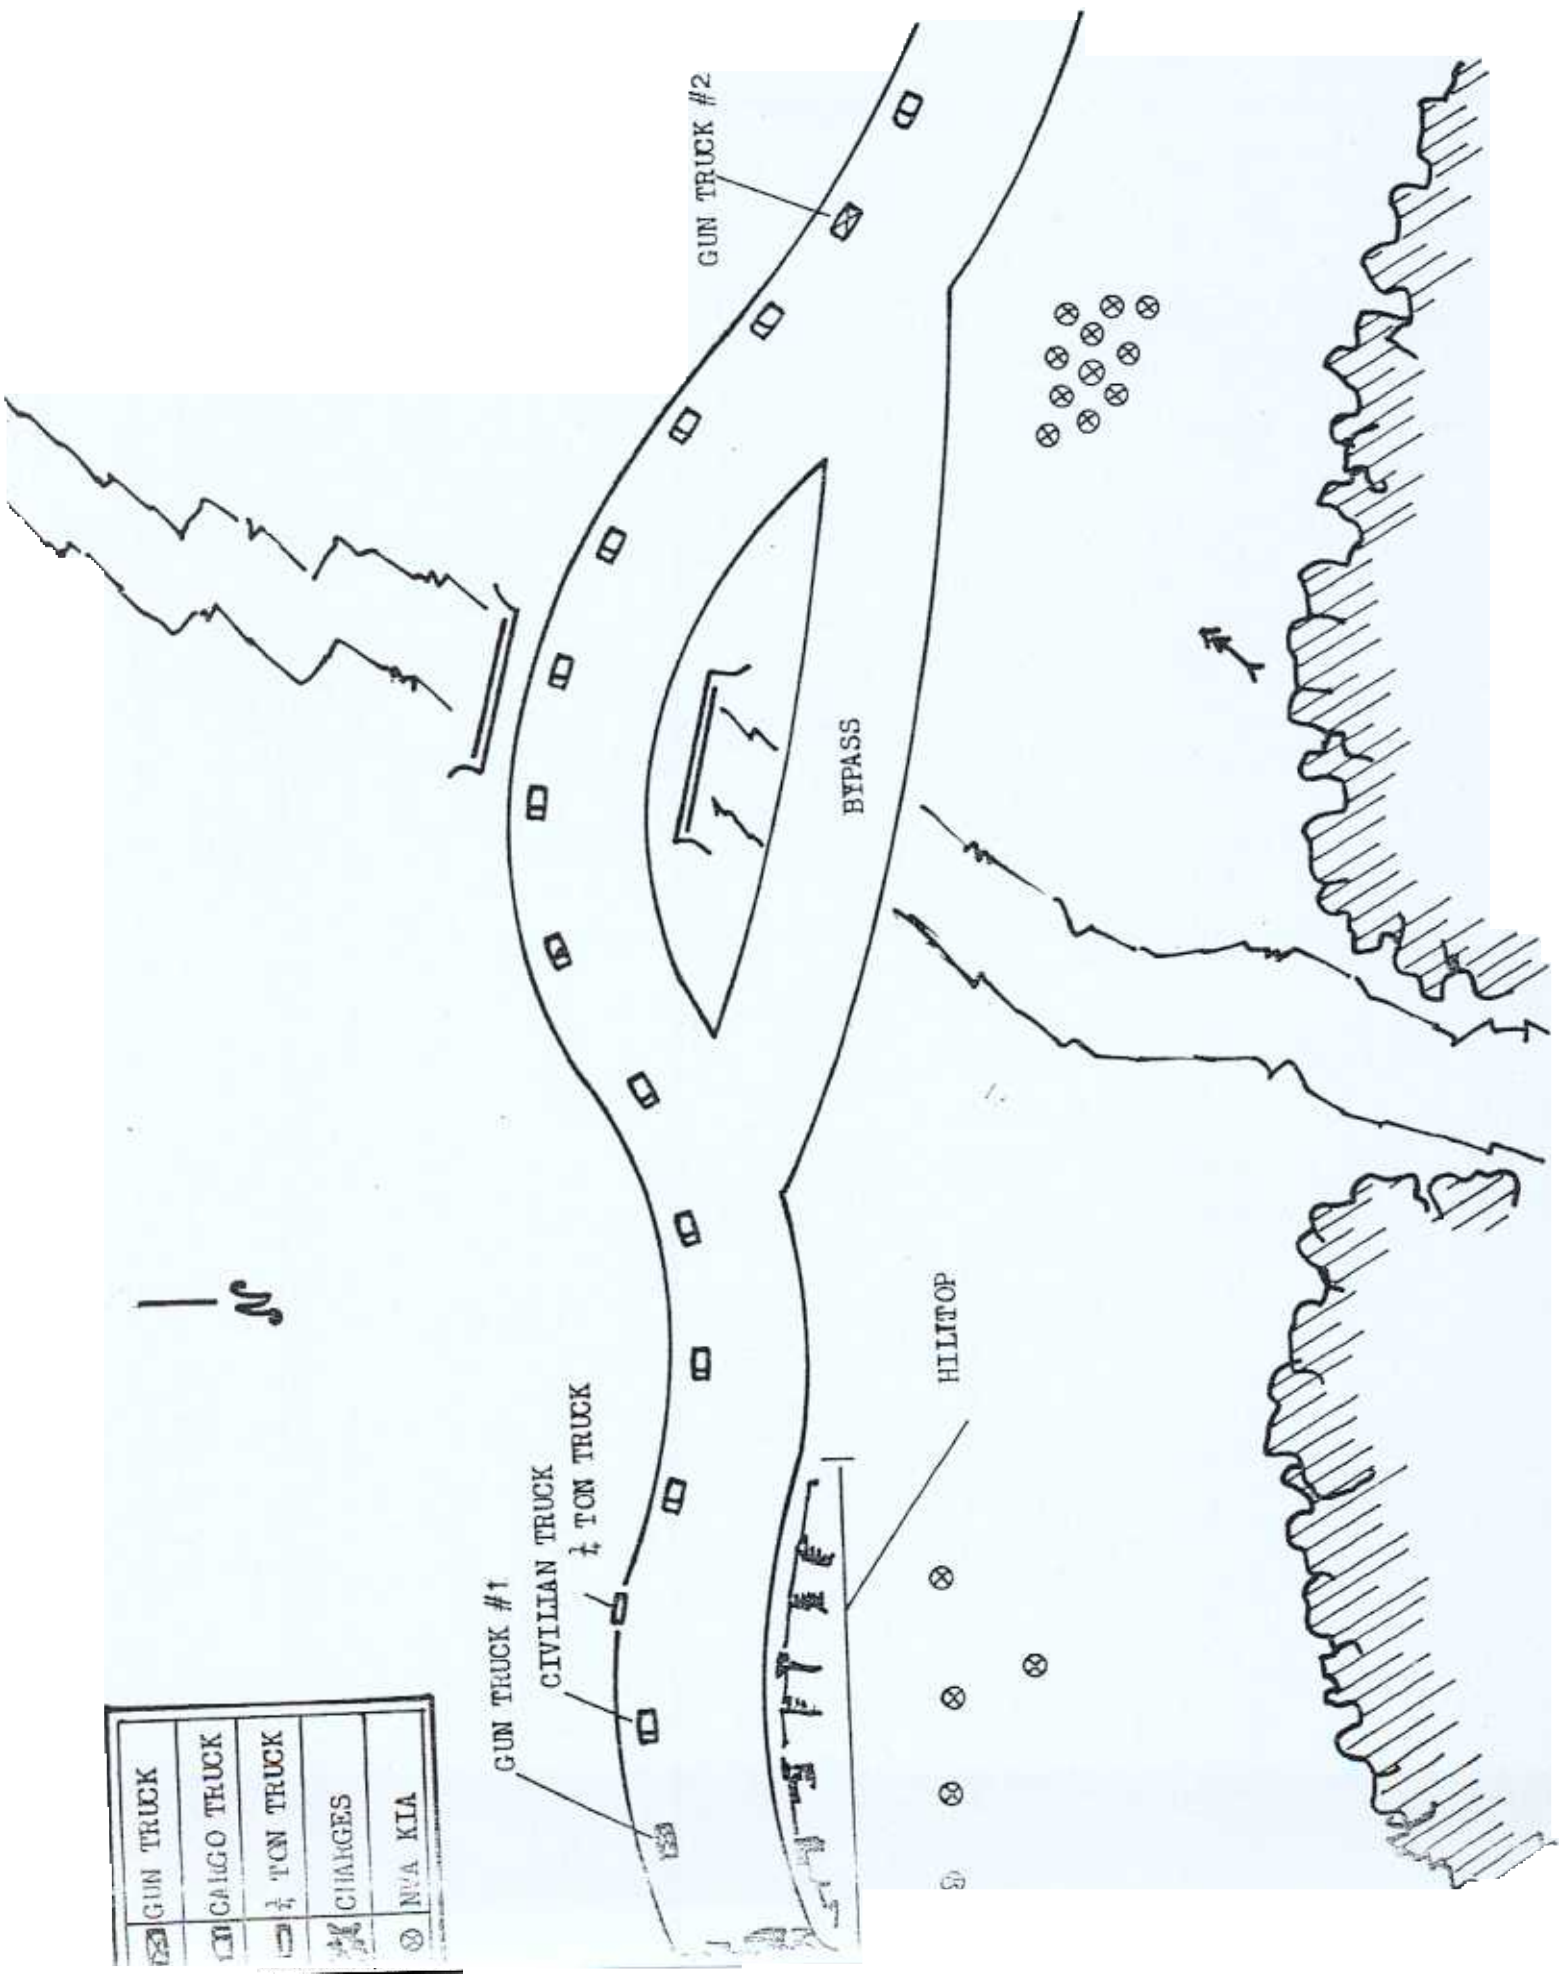 GUN TRUCK #2
BYPASS
HILLTOP
GUN TRUCK #1
CIVILIAN TRUCK
¼ TON TRUCK
N
GUN TRUCK
CARGO TRUCK
¼ TON TRUCK
CHARGES
NVA KIA